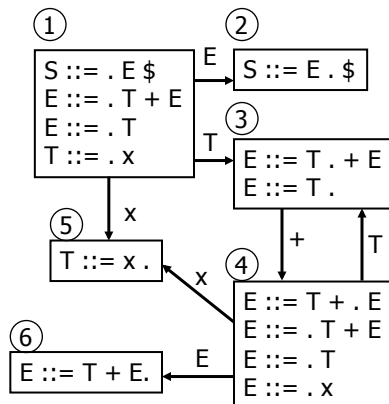 1
S ::= . E $
E ::= . T + E
E ::= . T
T ::= . x
E
2
S ::= E . $
T
3
E ::= T . + E
E ::= T .
x
5
T ::= x .
+
T
x
4
E ::= T + . E
E ::= . T + E
E ::= . T
E ::= . x
E
6
E ::= T + E.